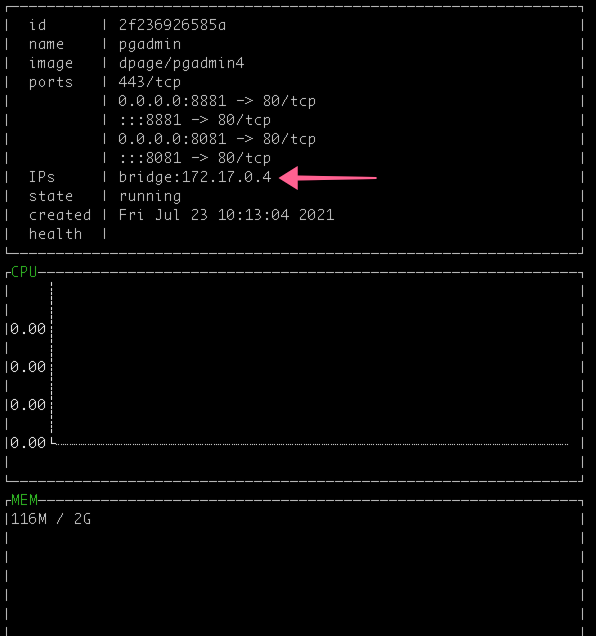 id | 2f236926585a
name | pgadmin
image | dpage/pgadmin4
ports | 443/tcp
| 0.0.0.0:8881 -> 80/tcp
| :::8881 -> 80/tcp
| 0.0.0.0:8081 -> 80/tcp
| :::8081 -> 80/tcp
IPs | bridge:172.17.0.4
state | running
created | Fri Jul 23 10:13:04 2021
health |
CPU
0.00
0.00
0.00
0.00
MEM
116M / 2G